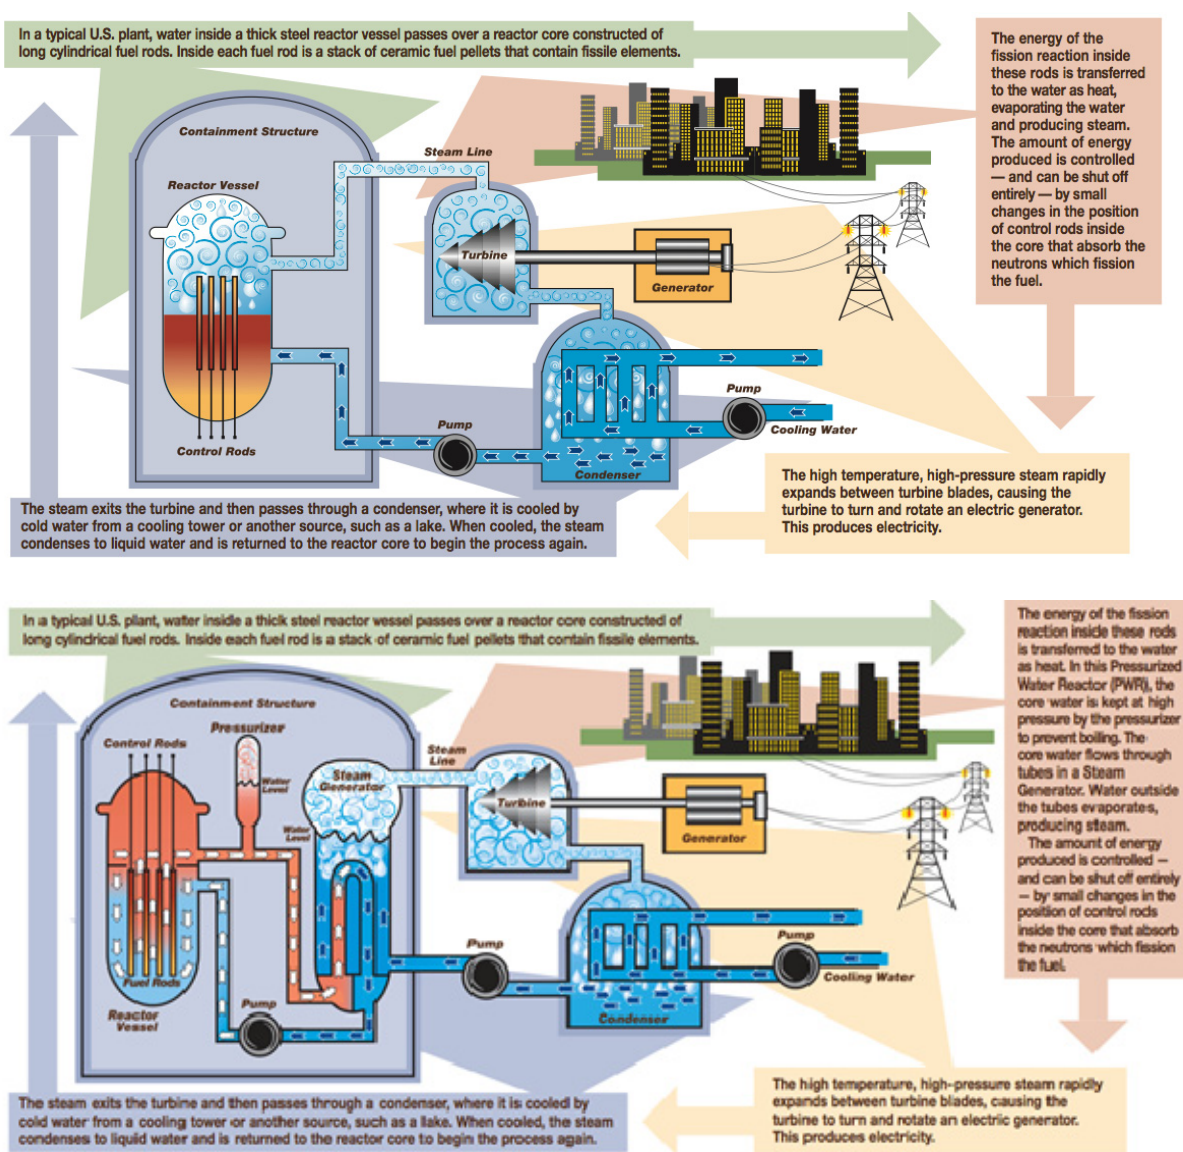 In a typical U.S. plant, water inside a thick steel reactor vessel passes over a reactor core constructed of
long cylindrical fuel rods. Inside each fuel rod is a stack of ceramic fuel pellets that contain fissile elements.
The energy of the
fission reaction inside
these rods is transferred
to the water as heat,
evaporating the water
and producing steam.
The amount of energy
produced is controlled
— and can be shut off
entirely — by small
changes in the position
of control rods inside
the core that absorb the
neutrons which fission
the fuel.
Containment Structure
Steam Line
Reactor Vessel
Turbine
Generator
Pump
Cooling Water
Pump
Control Rods
Condenser
The high temperature, high-pressure steam rapidly
expands between turbine blades, causing the
turbine to turn and rotate an electric generator.
This produces electricity.
The steam exits the turbine and then passes through a condenser, where it is cooled by
cold water from a cooling tower or another source, such as a lake. When cooled, the steam
condenses to liquid water and is returned to the reactor core to begin the process again.
In a typical U.S. plant, water inside a thick steel reactor vessel passes over a reactor core constructed of
long cylindrical fuel rods. Inside each fuel rod is a stack of ceramic fuel pellets that contain fissile elements.
The energy of the fission
reaction inside these rods
is transferred to the water
as heat. In this Pressurized
Water Reactor (PWR), the
core water is kept at high
pressure by the pressurizer
to prevent boiling. The
core water flows through
tubes in a Steam
Generator. Water outside
the tubes evaporates,
producing steam.
The amount of energy
produced is controlled —
and can be shut off entirely
— by small changes in the
position of control rods
inside the core that absorb
the neutrons which fission
the fuel.
Containment Structure
Pressurizer
Control Rods
Steam
Line
Steam
Generator
Water
Level
Water
Level
Turbine
Generator
Pump
Pump
Cooling Water
Fuel Rods
Reactor
Vessel
Pump
Condenser
The high temperature, high-pressure steam rapidly
expands between turbine blades, causing the
turbine to turn and rotate an electric generator.
This produces electricity.
The steam exits the turbine and then passes through a condenser, where it is cooled by
cold water from a cooling tower or another source, such as a lake. When cooled, the steam
condenses to liquid water and is returned to the reactor core to begin the process again.